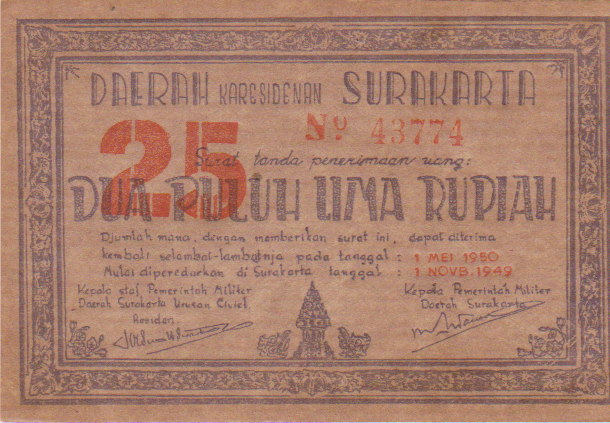 DAERAH KARESIDENAN SURAKARTA
25
No 43774
Surat tanda penerimaan uang:
DUA PULUH LIMA RUPIAH
Djumlah mana, dengan memberikan surat ini, dapat diterima
kembali selambat-lambatnja pada tanggal : 1 MEI 1950
Mulai diperedarkan di Surakarta tanggal : 1 NOVB. 1949
Kepala staf Pemerintah Militer
Daerah Surakarta Urusan Civiel.
Residen.
Kepala Pemerintah Militer
Daerah Surakarta